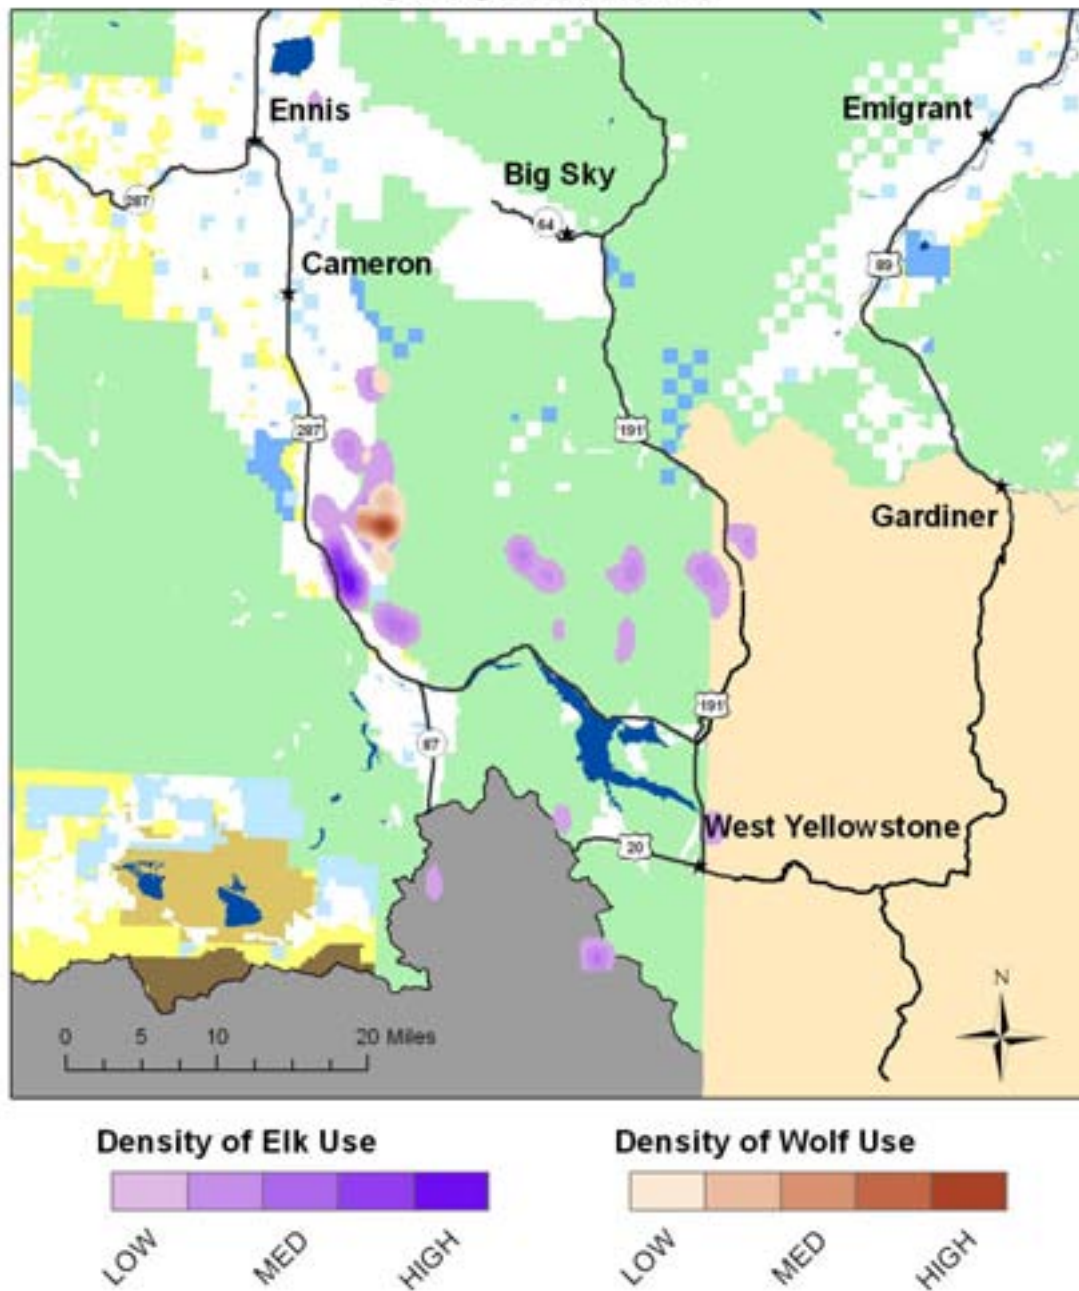 Ennis
Emigrant
Big Sky
287
64
Cameron
89
287
191
Gardiner
191
87
West Yellowstone
20
N
0 5 10 20 Miles
Density of Elk Use
Density of Wolf Use
LOW MED HIGH
LOW MED HIGH